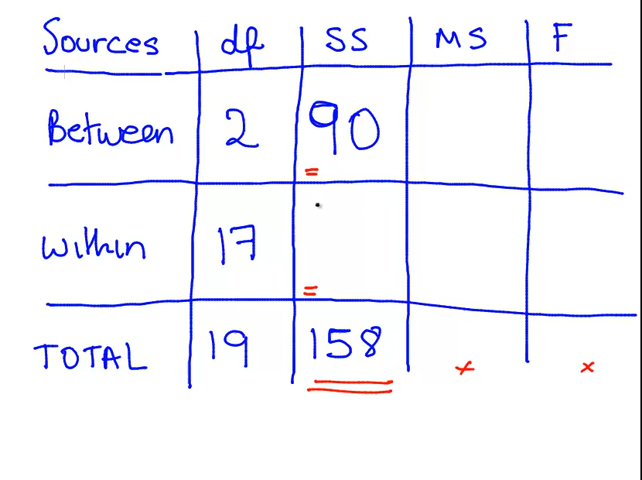 Sources df SS MS F
Between 2 90
Within 17
TOTAL 19 158 x x